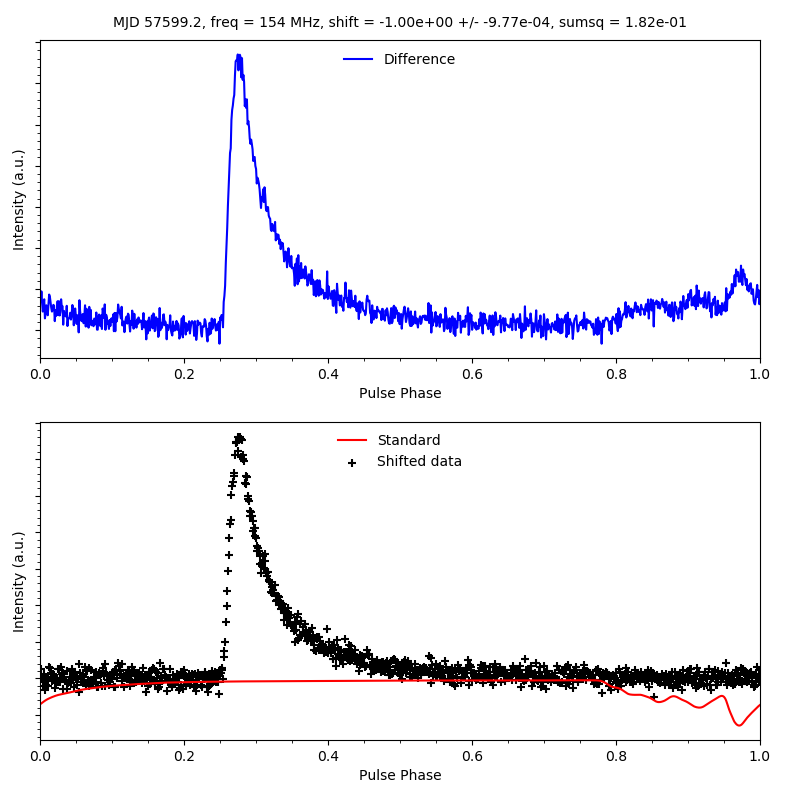 MJD 57599.2, freq = 154 MHz, shift = -1.00e+00 +/- -9.77e-04, sumsq = 1.82e-01
Difference
Intensity (a.u.)
0.0 0.2 0.4 0.6 0.8 1.0
Pulse Phase
Standard
Shifted data
Intensity (a.u.)
0.0 0.2 0.4 0.6 0.8 1.0
Pulse Phase